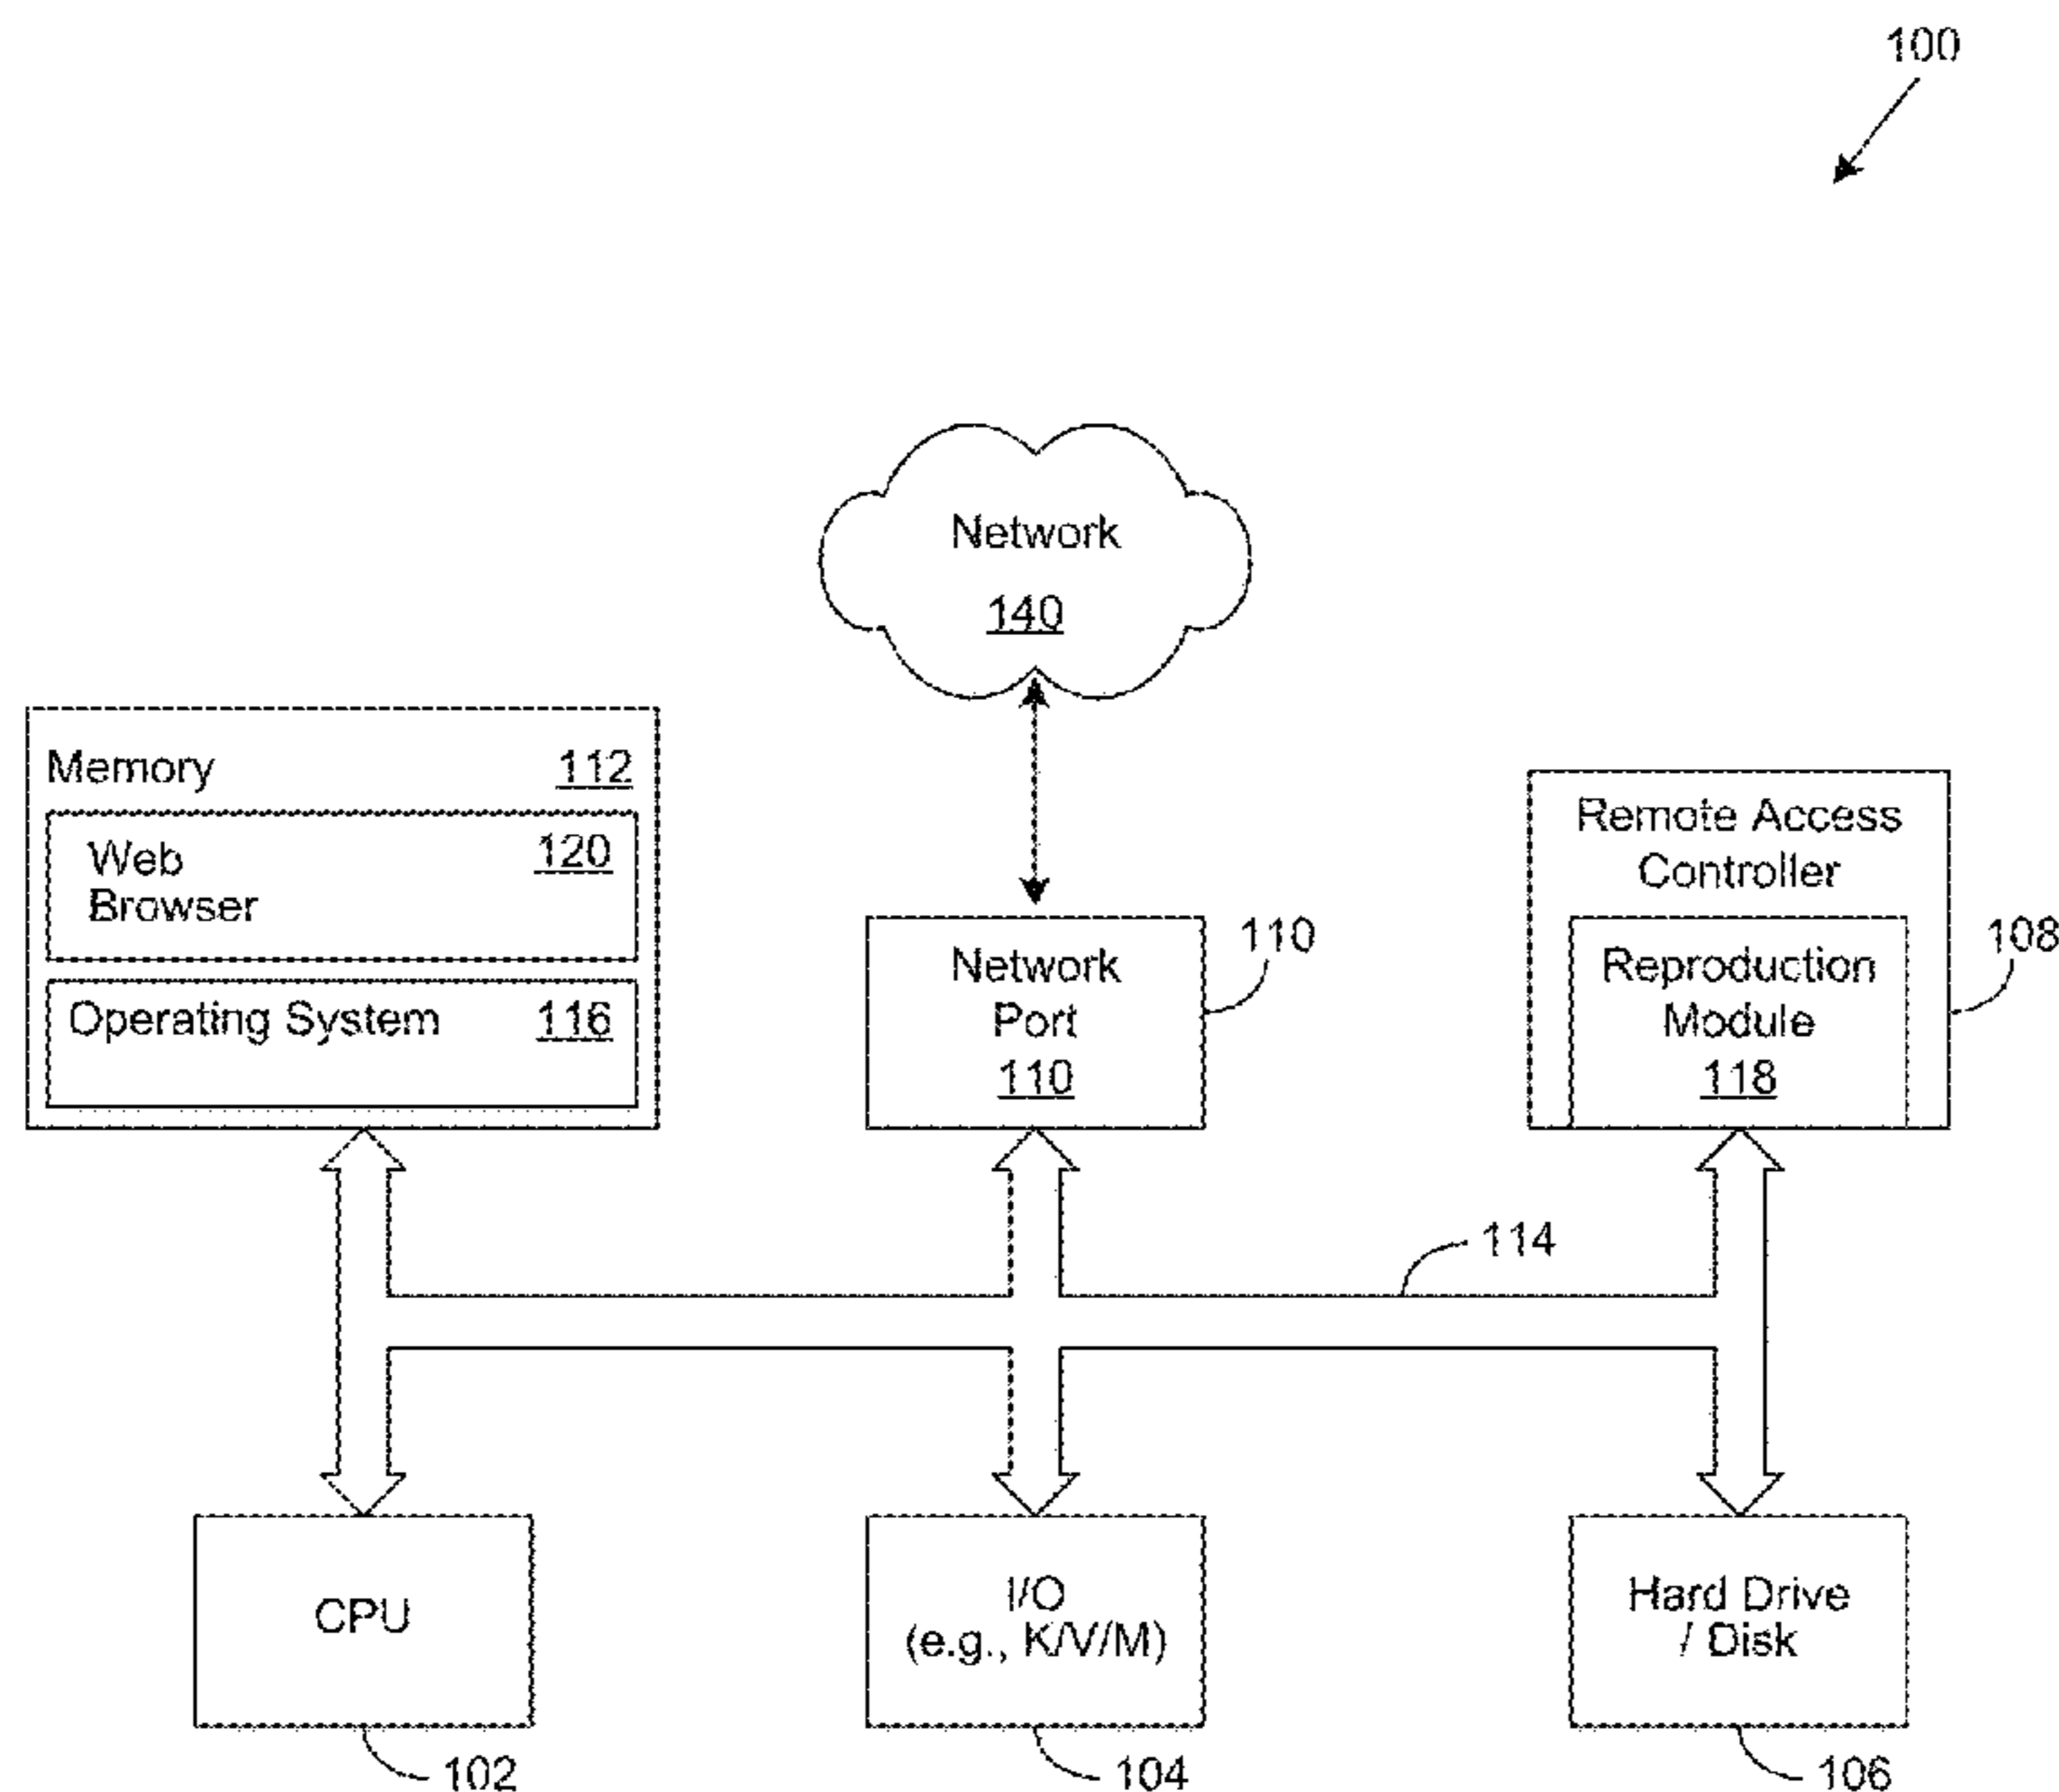 100
Network
140
Memory 112
Web
Browser
120
Operating System 116
Network
Port
110
110
Remote Access
Controller
Reproduction
Module
118
108
114
CPU
102
I/O
(e.g., K/V/M)
104
Hard Drive
/ Disk
106